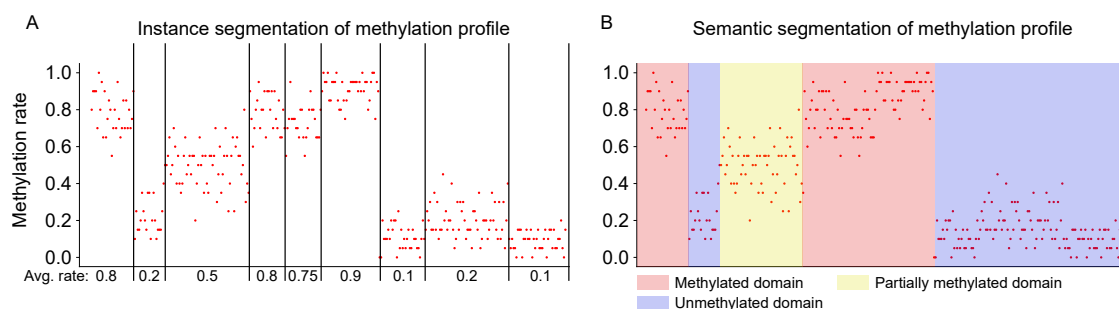 A
Instance segmentation of methylation profile
Methylation rate
1.0
0.8
0.6
0.4
0.2
0.0
Avg. rate: 0.8 0.2 0.5 0.8 0.75 0.9 0.1 0.2 0.1
B
Semantic segmentation of methylation profile
1.0
0.8
0.6
0.4
0.2
0.0
Methylated domain
Partially methylated domain
Unmethylated domain